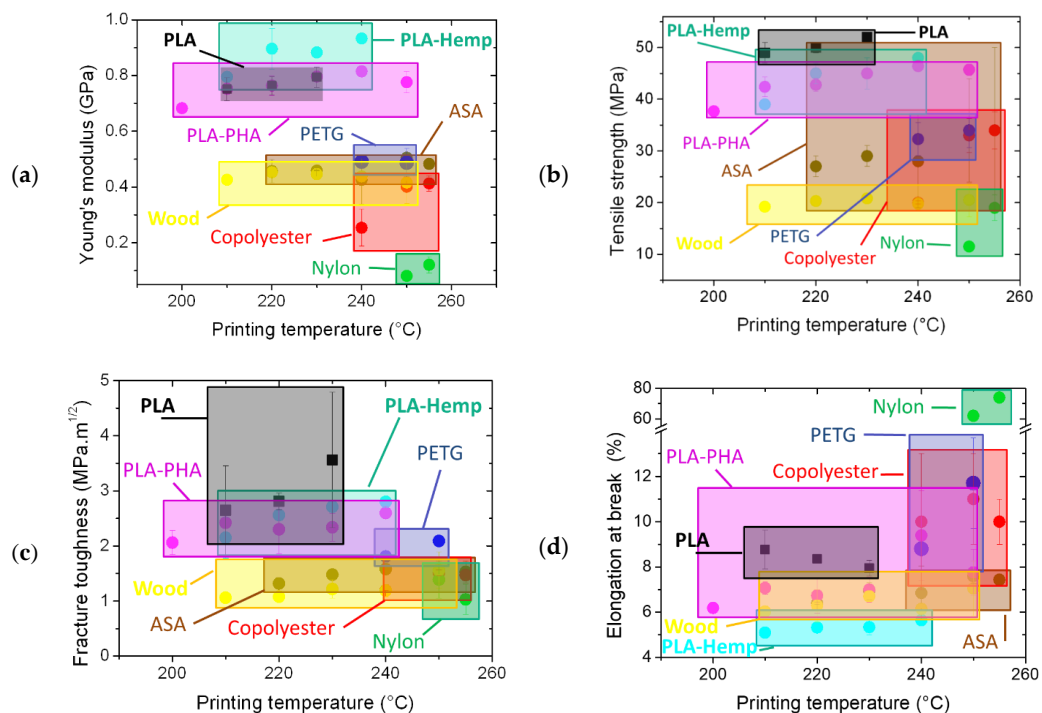 (a)
Young's modulus (GPa)
1.0
0.8
0.6
0.4
0.2
PLA
PLA-Hemp
PLA-PHA
PETG
ASA
Wood
Copolyester
Nylon
200 220 240 260 270
Printing temperature (°C)
(b)
Tensile strength (MPa)
50
40
30
20
10
0
PLA-Hemp
PLA
PLA-PHA
ASA
Wood
PETG
Copolyester
Nylon
200 220 240 260
Printing temperature (°C)
(c)
Fracture toughness (MPa.m1/2)
5
4
3
2
1
0
PLA
PLA-Hemp
PLA-PHA
PETG
Wood
ASA
Copolyester
Nylon
200 220 240 260
Printing temperature (°C)
(d)
Elongation at break (%)
80
60
12
10
8
6
4
Nylon
PETG
Copolyester
PLA-PHA
PLA
Wood
PLA-Hemp
ASA
200 220 240 260
Printing temperature (°C)